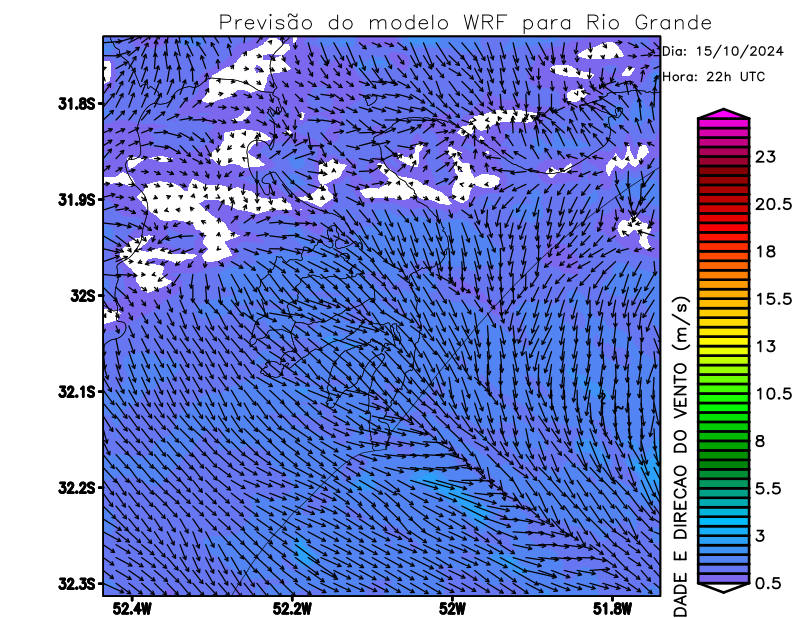 Previsão do modelo WRF para Rio Grande
Dia: 15/10/2024
Hora: 22h UTC
31.8S
31.9S
32S
32.1S
32.2S
32.3S
52.4W
52.2W
52W
51.8W
23
20.5
18
15.5
13
10.5
8
5.5
3
0.5
DADE E DIRECAO DO VENTO (m/s)